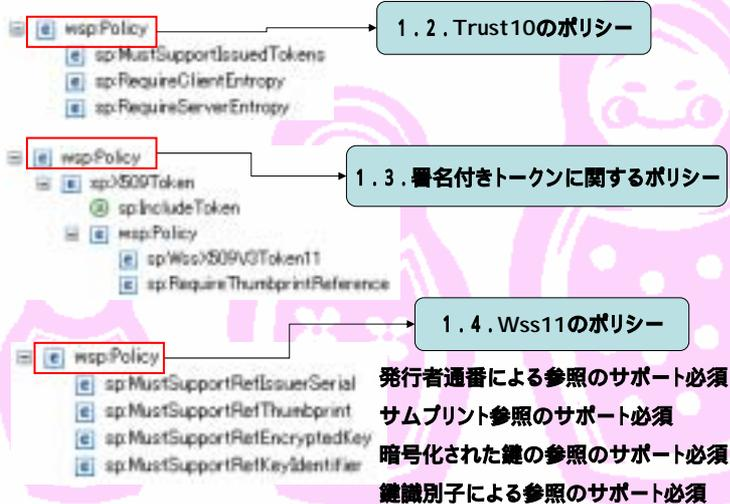 wsp:Policy
1.2.Trust10のポリシー
sp:MustSupportIssuedTokens
sp:RequireClientEntropy
sp:RequireServerEntropy
wsp:Policy
1.3.署名付きトークンに関するポリシー
sp:X509Token
sp:IncludeToken
wsp:Policy
sp:WssX509V3Token11
sp:RequireThumbprintReference
1.4.Wss11のポリシー
wsp:Policy
sp:MustSupportRefIssuerSerial 発行者通番による参照のサポート必須
sp:MustSupportRefThumbprint サムプリント参照のサポート必須
sp:MustSupportRefEncryptedKey 暗号化された鍵の参照のサポート必須
sp:MustSupportRefKeyIdentifier 鍵識別子による参照のサポート必須